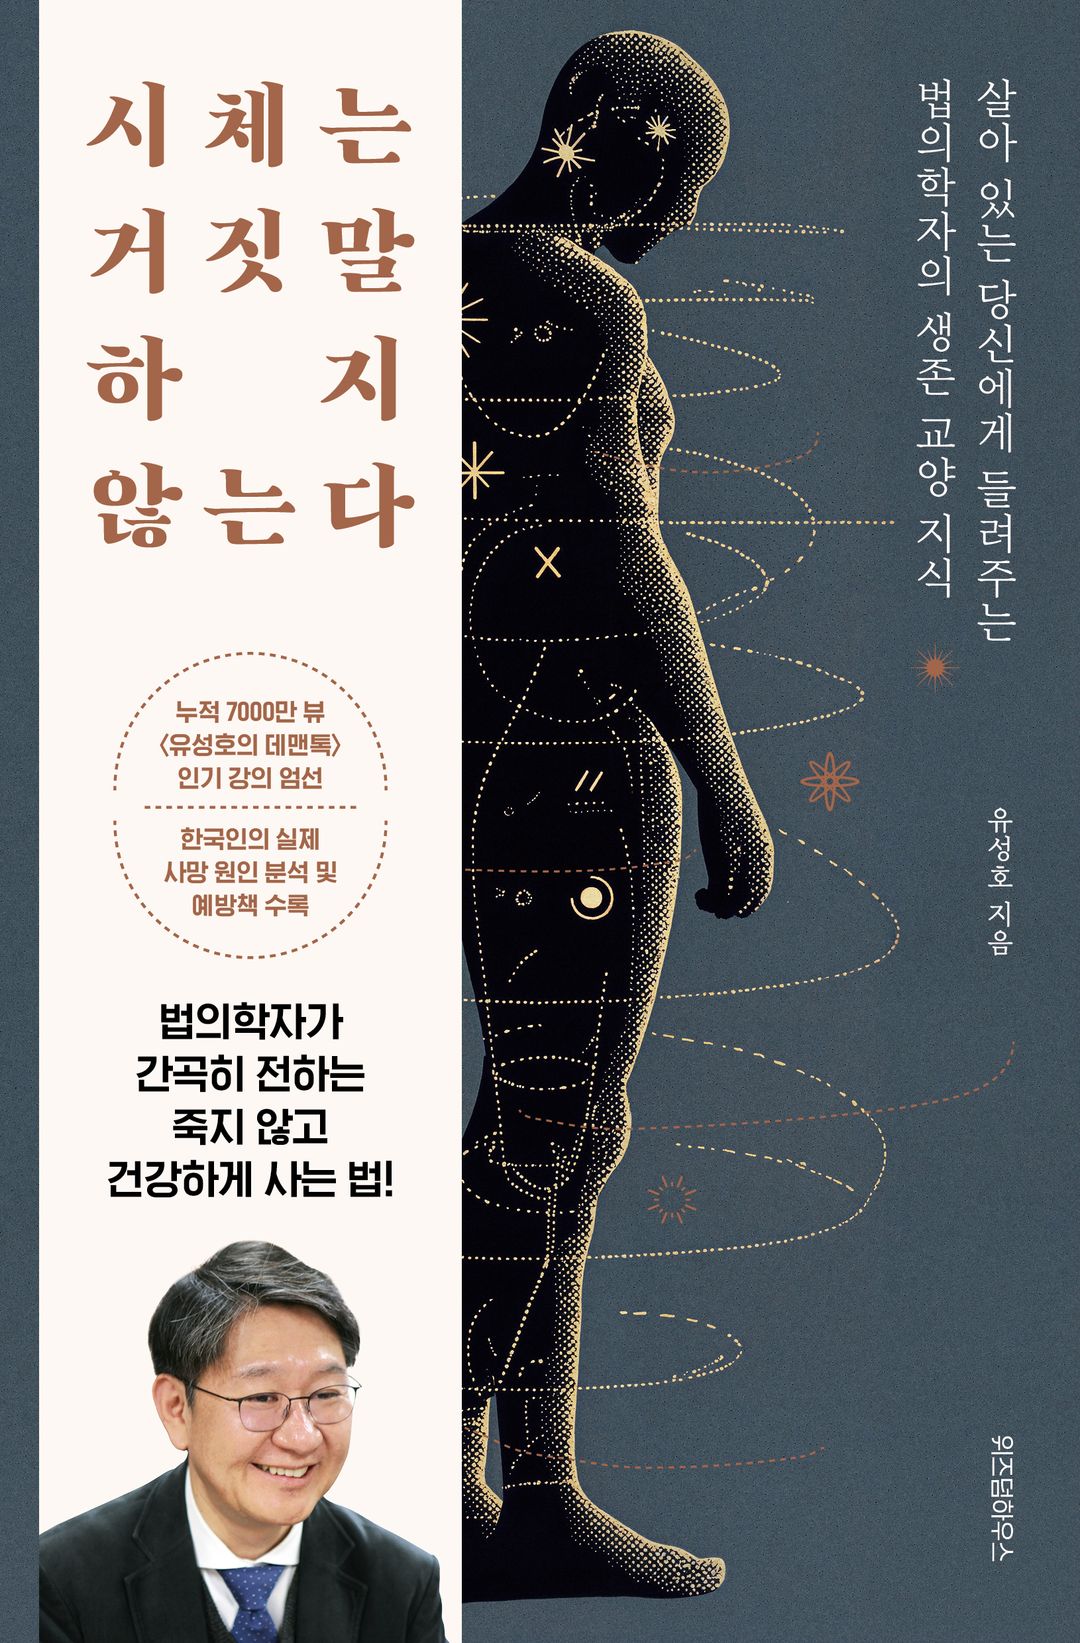 시체는
거짓말
하지
않는다
살아 있는 당신에게 들려주는
법의학자의 생존 교양 지식
누적 7000만 뷰
〈유성호의 데맨톡〉
인기 강의 엄선
한국인의 실제
사망 원인 분석 및
예방책 수록
법의학자가
간곡히 전하는
죽지 않고
건강하게 사는 법!
유성호 지음
위즈덤하우스